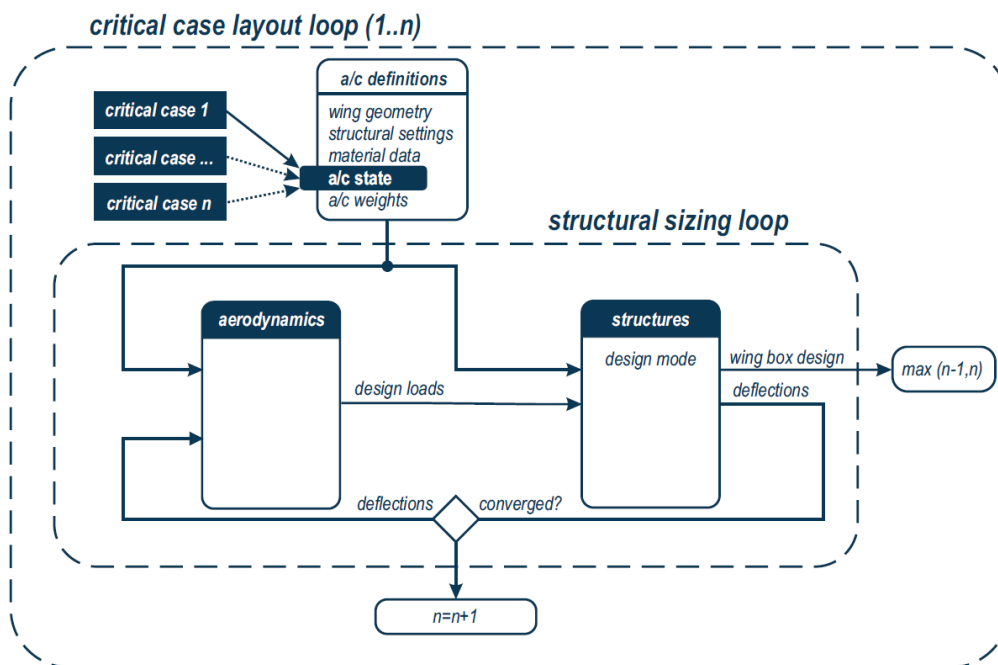 critical case layout loop (1..n)
a/c definitions
critical case 1
critical case ...
critical case n
wing geometry
structural settings
material data
a/c state
a/c weights
structural sizing loop
aerodynamics
structures
design mode
wing box design
max (n-1,n)
design loads
deflections
deflections
converged?
n=n+1